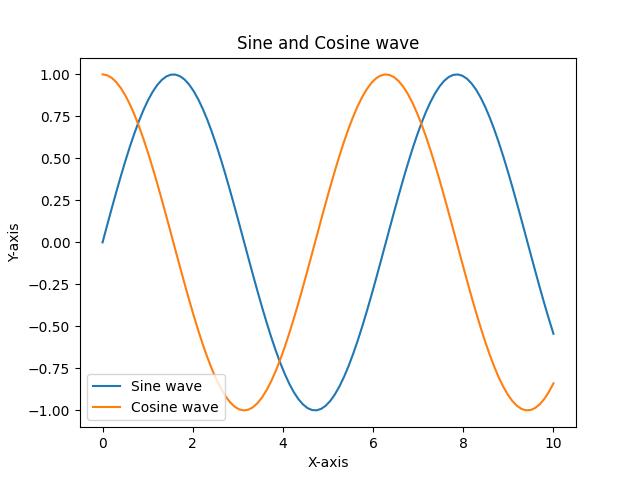 Sine and Cosine wave
1.00
0.75
0.50
0.25
0.00
−0.25
−0.50
−0.75
−1.00
Y-axis
Sine wave
Cosine wave
0 2 4 6 8 10
X-axis